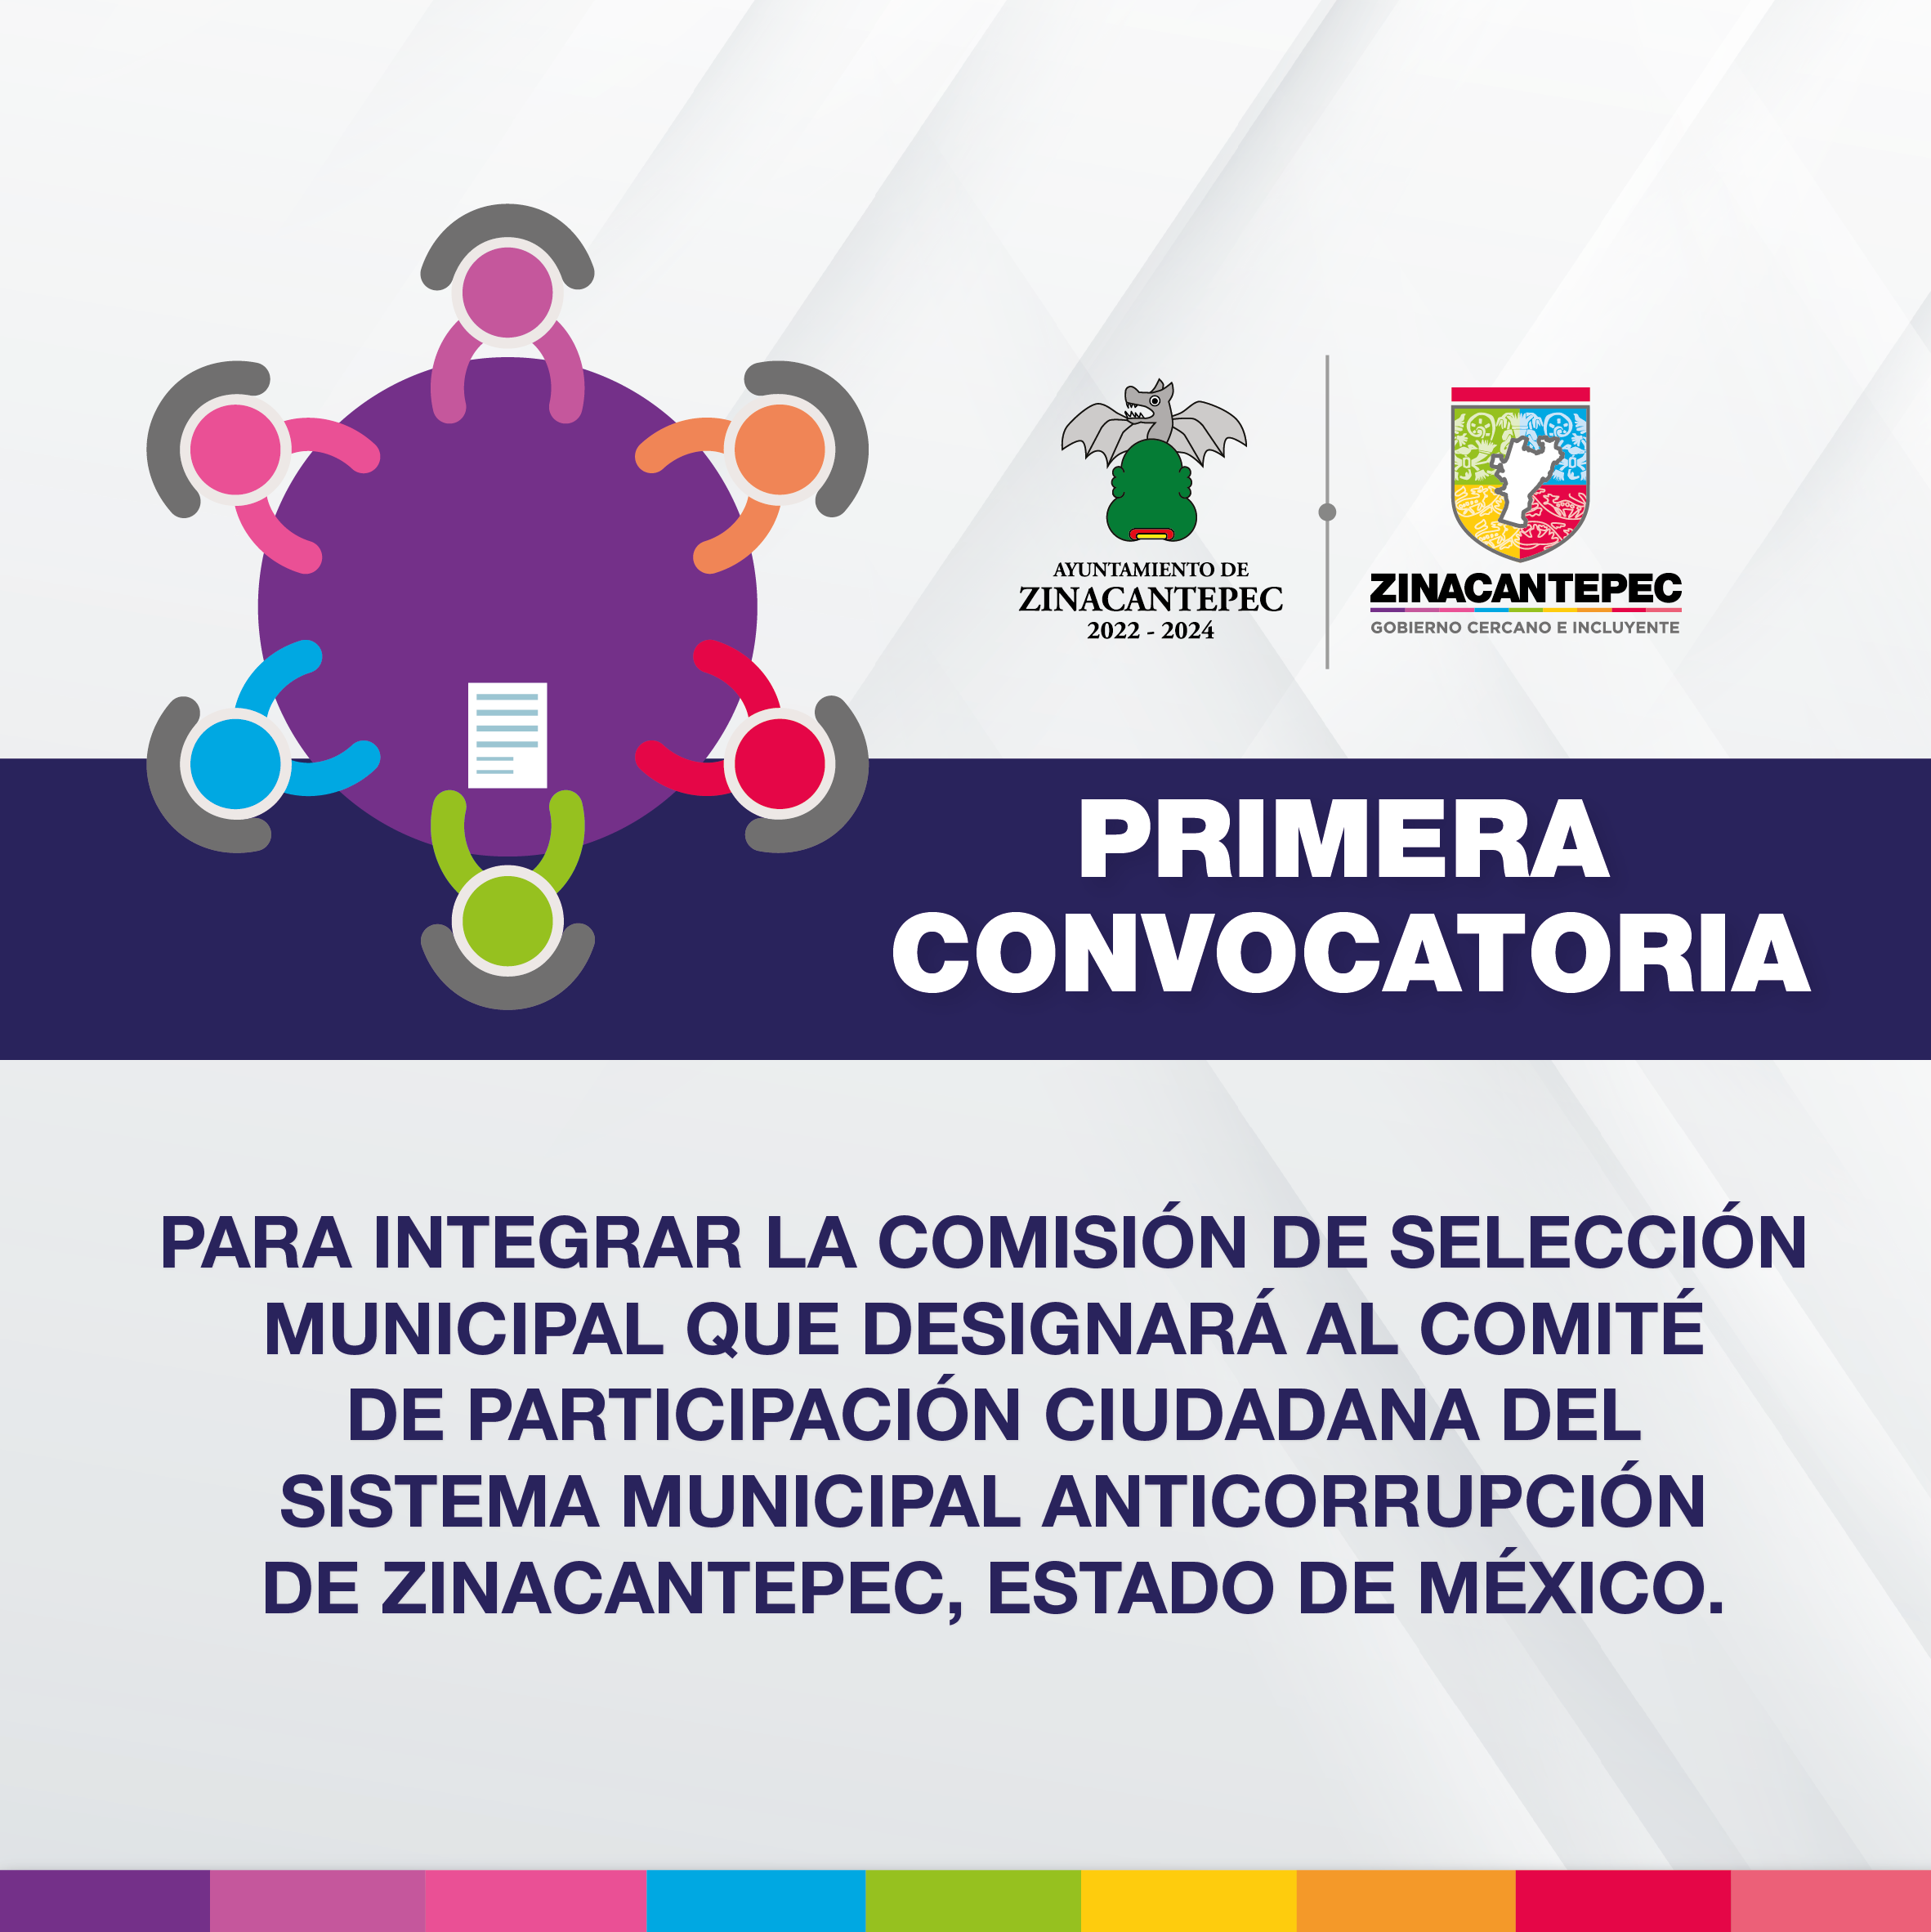 AYUNTAMIENTO DE
ZINACANTEPEC
2022 - 2024
ZINACANTEPEC
GOBIERNO CERCANO E INCLUYENTE
PRIMERA
CONVOCATORIA
PARA INTEGRAR LA COMISIÓN DE SELECCIÓN
MUNICIPAL QUE DESIGNARÁ AL COMITÉ
DE PARTICIPACIÓN CIUDADANA DEL
SISTEMA MUNICIPAL ANTICORRUPCIÓN
DE ZINACANTEPEC, ESTADO DE MÉXICO.